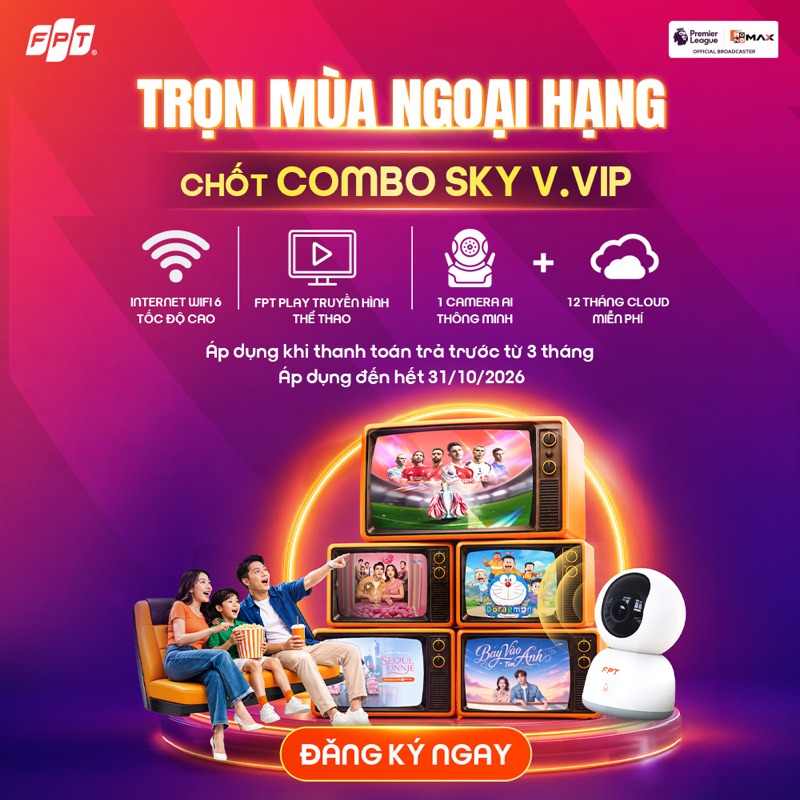 FPT
Premier League
MAX
OFFICIAL BROADCASTER
TRỌN MÙA NGOẠI HẠNG
CHỐT COMBO SKY V.VIP
INTERNET WIFI 6
TỐC ĐỘ CAO
FPT PLAY TRUYỀN HÌNH
THỂ THAO
1 CAMERA AI
THÔNG MINH
+
12 THÁNG CLOUD
MIỄN PHÍ
Áp dụng khi thanh toán trả trước từ 3 tháng
Áp dụng đến hết 31/10/2026
Doraemon
SEOUL
Bay Vào
Anh
Tim
FPT
ĐĂNG KÝ NGAY